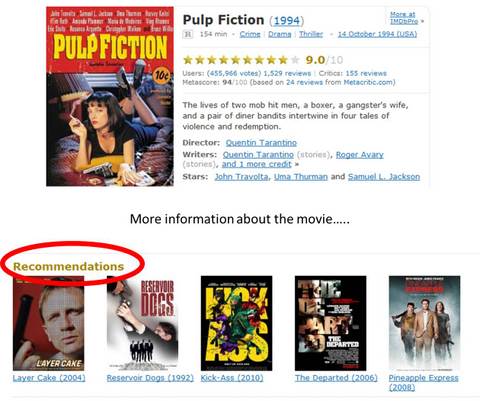 John Travolta Samuel L. Jackson Uma Thurman Harvey Keitel
Tim Roth Amanda Plummer Maria de Medeiros Ving Rhames
Eric Stoltz Rosanna Arquette Christopher Walken and Bruce Willis
PULP FICTION
10¢
Pulp Fiction (1994)
More at
IMDbPro »
154 min - Crime | Drama | Thriller - 14 October 1994 (USA)
9.0/10
Users: (455,966 votes) 1,529 reviews | Critics: 155 reviews
Metascore: 94/100 (based on 24 reviews from Metacritic.com)
The lives of two mob hit men, a boxer, a gangster's wife,
and a pair of diner bandits intertwine in four tales of
violence and redemption.
Director: Quentin Tarantino
Writers: Quentin Tarantino (stories), Roger Avary
(stories), and 1 more credit »
Stars: John Travolta, Uma Thurman and Samuel L. Jackson
More information about the movie.....
Recommendations
LAYER CAKE
RESERVOIR
DOGS
KICK-ASS
THE DEPARTED
PINEAPPLE
EXPRESS
Layer Cake (2004)
Reservoir Dogs (1992)
Kick-Ass (2010)
The Departed (2006)
Pineapple Express
(2008)